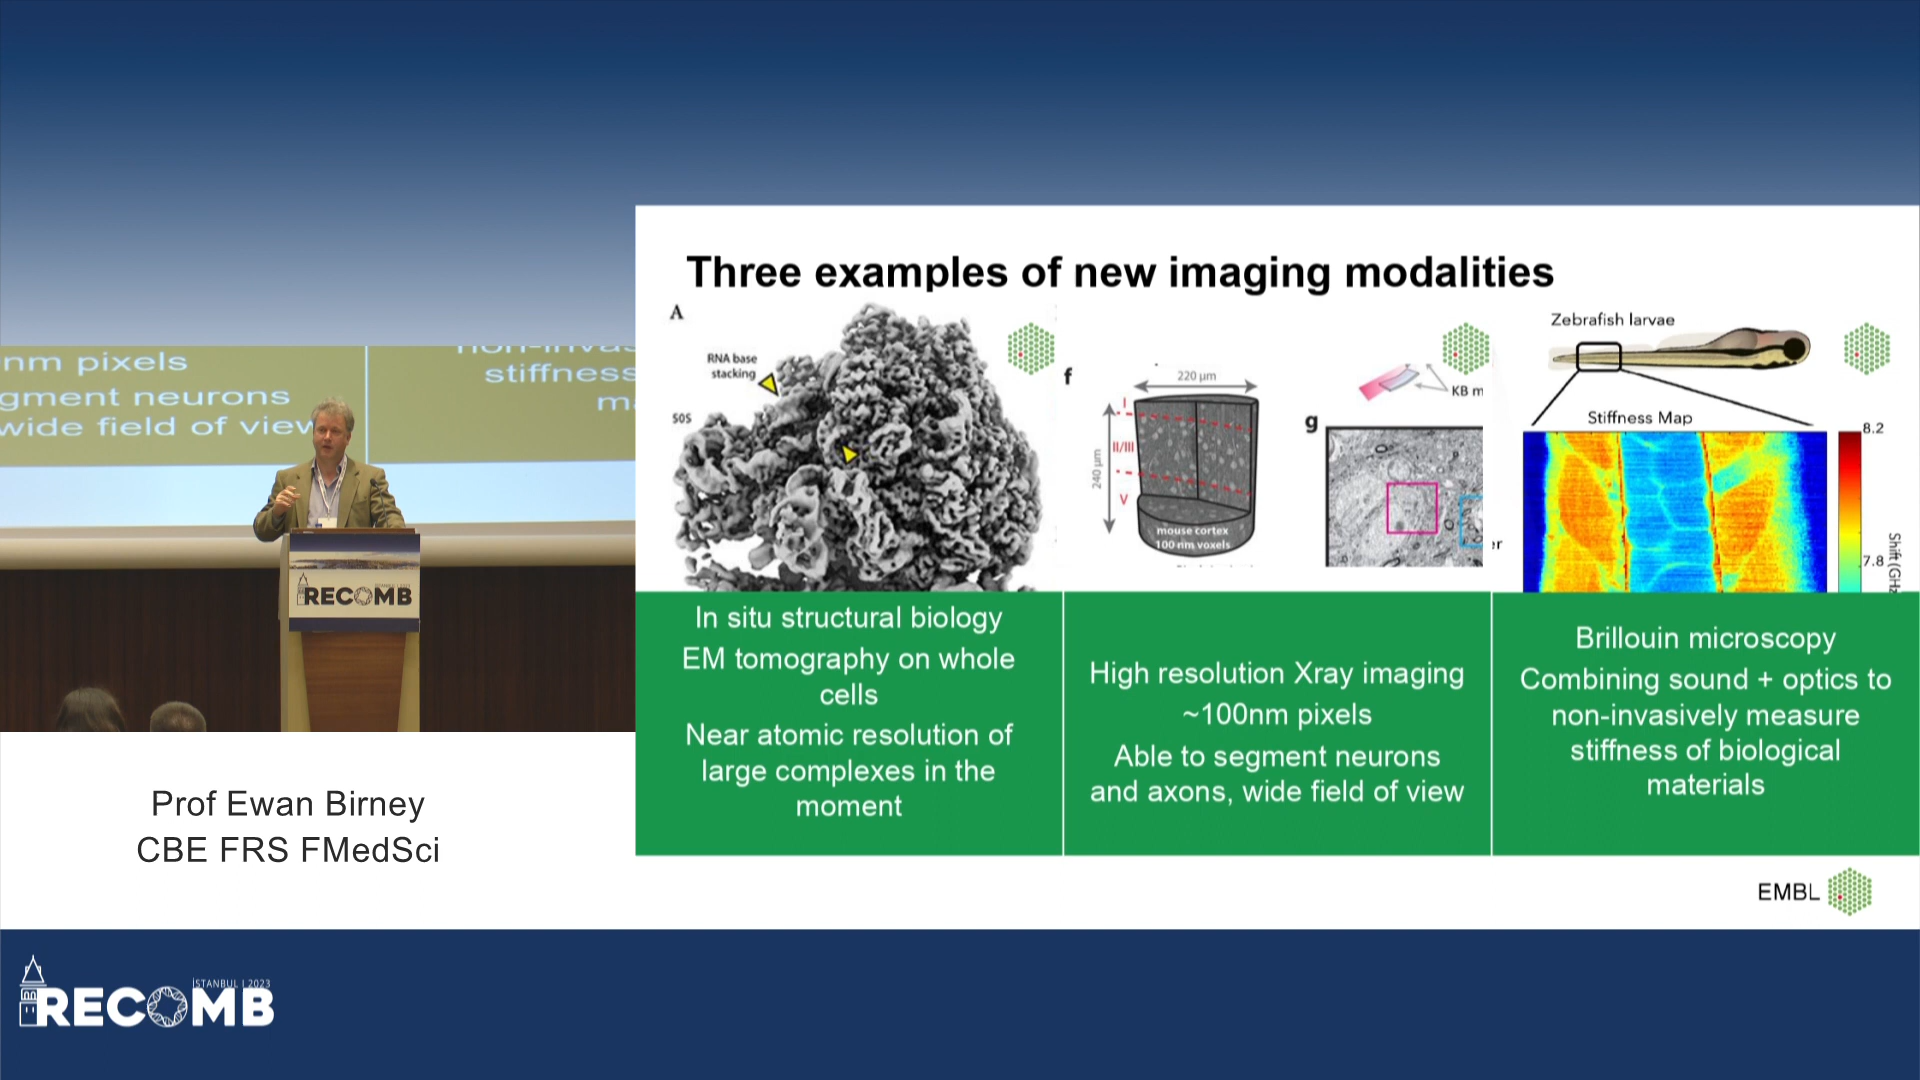 Three examples of new imaging modalities
A
RNA base
stacking
50S
f
220 µm
240 µm
I
II/III
V
mouse cortex
100 nm voxels
KB m
g
er
Zebrafish larvae
Stiffness Map
8.2
7.8
Shift (GHz
In situ structural biology
EM tomography on whole
cells
Near atomic resolution of
large complexes in the
moment
High resolution Xray imaging
~100nm pixels
Able to segment neurons
and axons, wide field of view
Brillouin microscopy
Combining sound + optics to
non-invasively measure
stiffness of biological
materials
EMBL
nm pixels
gment neurons
wide field of view
non-invas
stiffness
m
RECOMB
Prof Ewan Birney
CBE FRS FMedSci
İSTANBUL | 2023
RECOMB